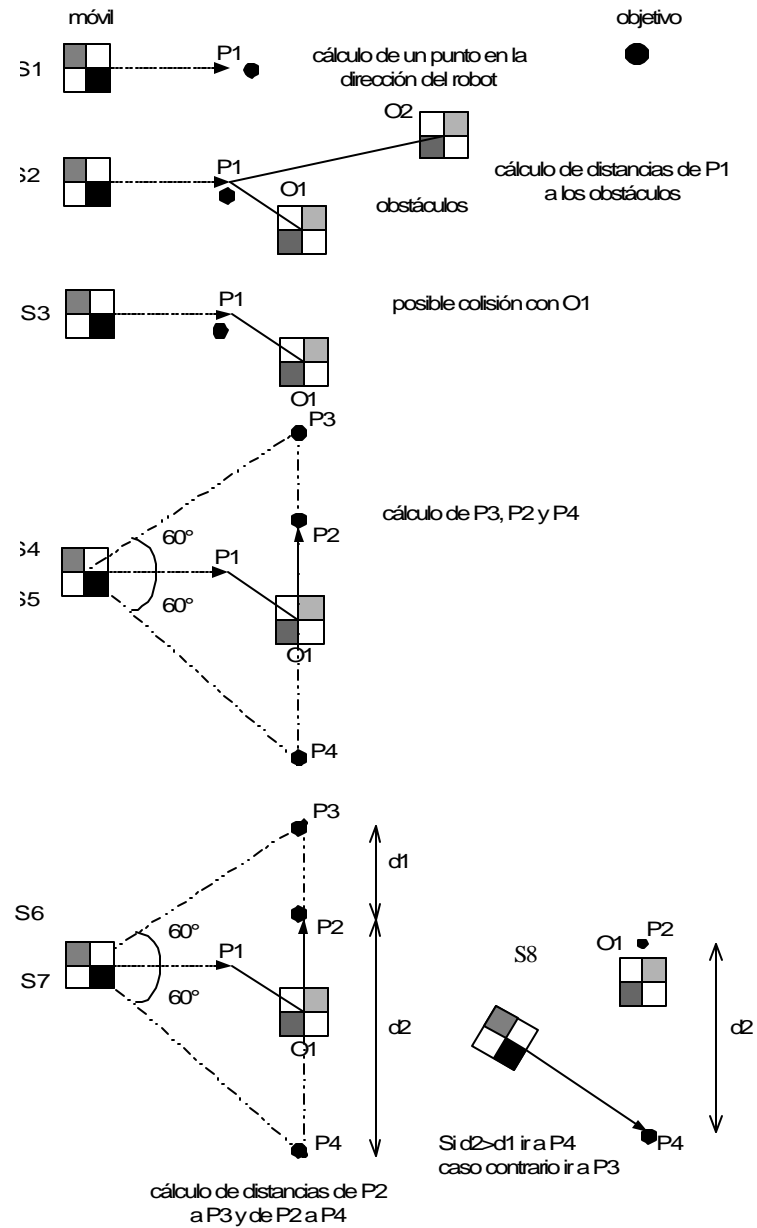 móvil
objetivo
S1
P1
cálculo de un punto en la
dirección del robot
O2
S2
P1
O1
obstáculos
cálculo de distancias de P1
a los obstáculos
S3
P1
posible colisión con O1
O1
P3
cálculo de P3, P2 y P4
60°
P2
S4
P1
S5
60°
O1
P4
P3
d1
S6
60°
P2
P1
S7
60°
d2
O1
P4
S8
O1
P2
d2
P4
Si d2>d1 ir a P4
caso contrario ir a P3
cálculo de distancias de P2
a P3 y de P2 a P4